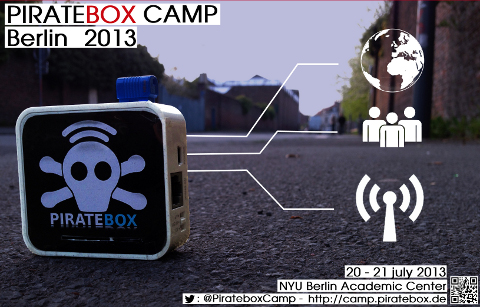 PIRATEBOX CAMP
Berlin 2013
PIRATEBOX
20 - 21 july 2013
NYU Berlin Academic Center
: @PirateboxCamp - http://camp.piratebox.de